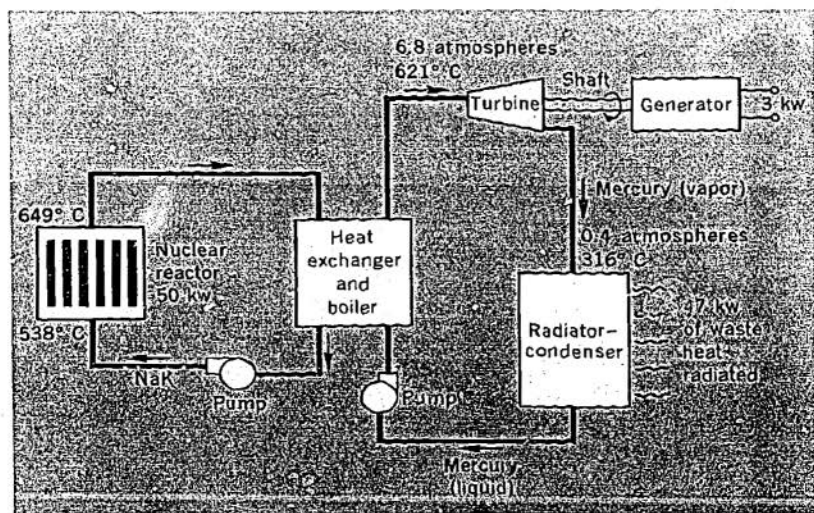 6.8 atmospheres
621° C
Shaft
Turbine
Generator
3 kw
Mercury (vapor)
0.4 atmospheres
316° C
649° C
Nuclear
reactor
50 kw
538° C
Heat
exchanger
and
boiler
Radiator-
condenser
47 kw
of waste
heat
radiated
NaK
Pump
Pump
Mercury
(liquid)